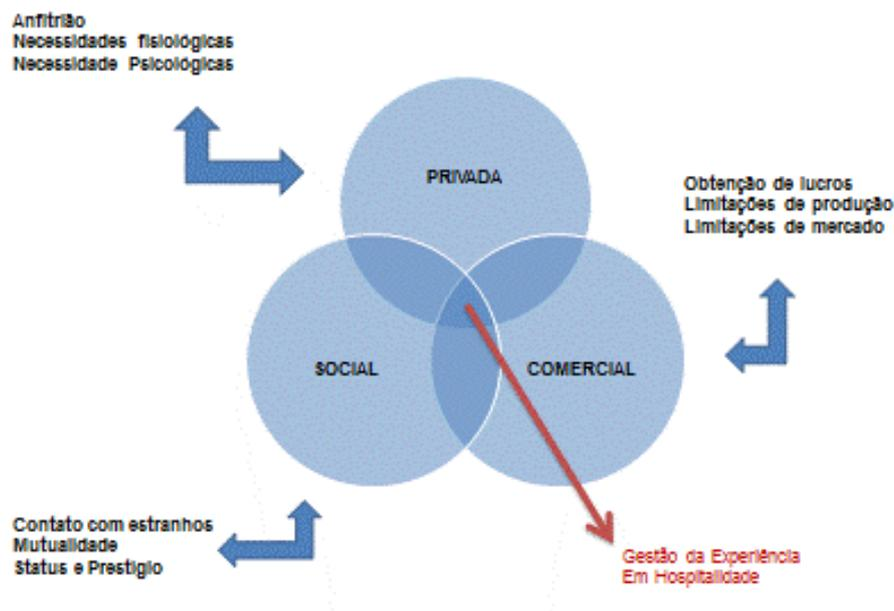 Anfitrião
Necessidades fisiológicas
Necessidade Psicológicas
PRIVADA
Obtenção de lucros
Limitações de produção
Limitações de mercado
SOCIAL
COMERCIAL
Contato com estranhos
Mutualidade
Status e Prestigio
Gestão da Experiência
Em Hospitalidade